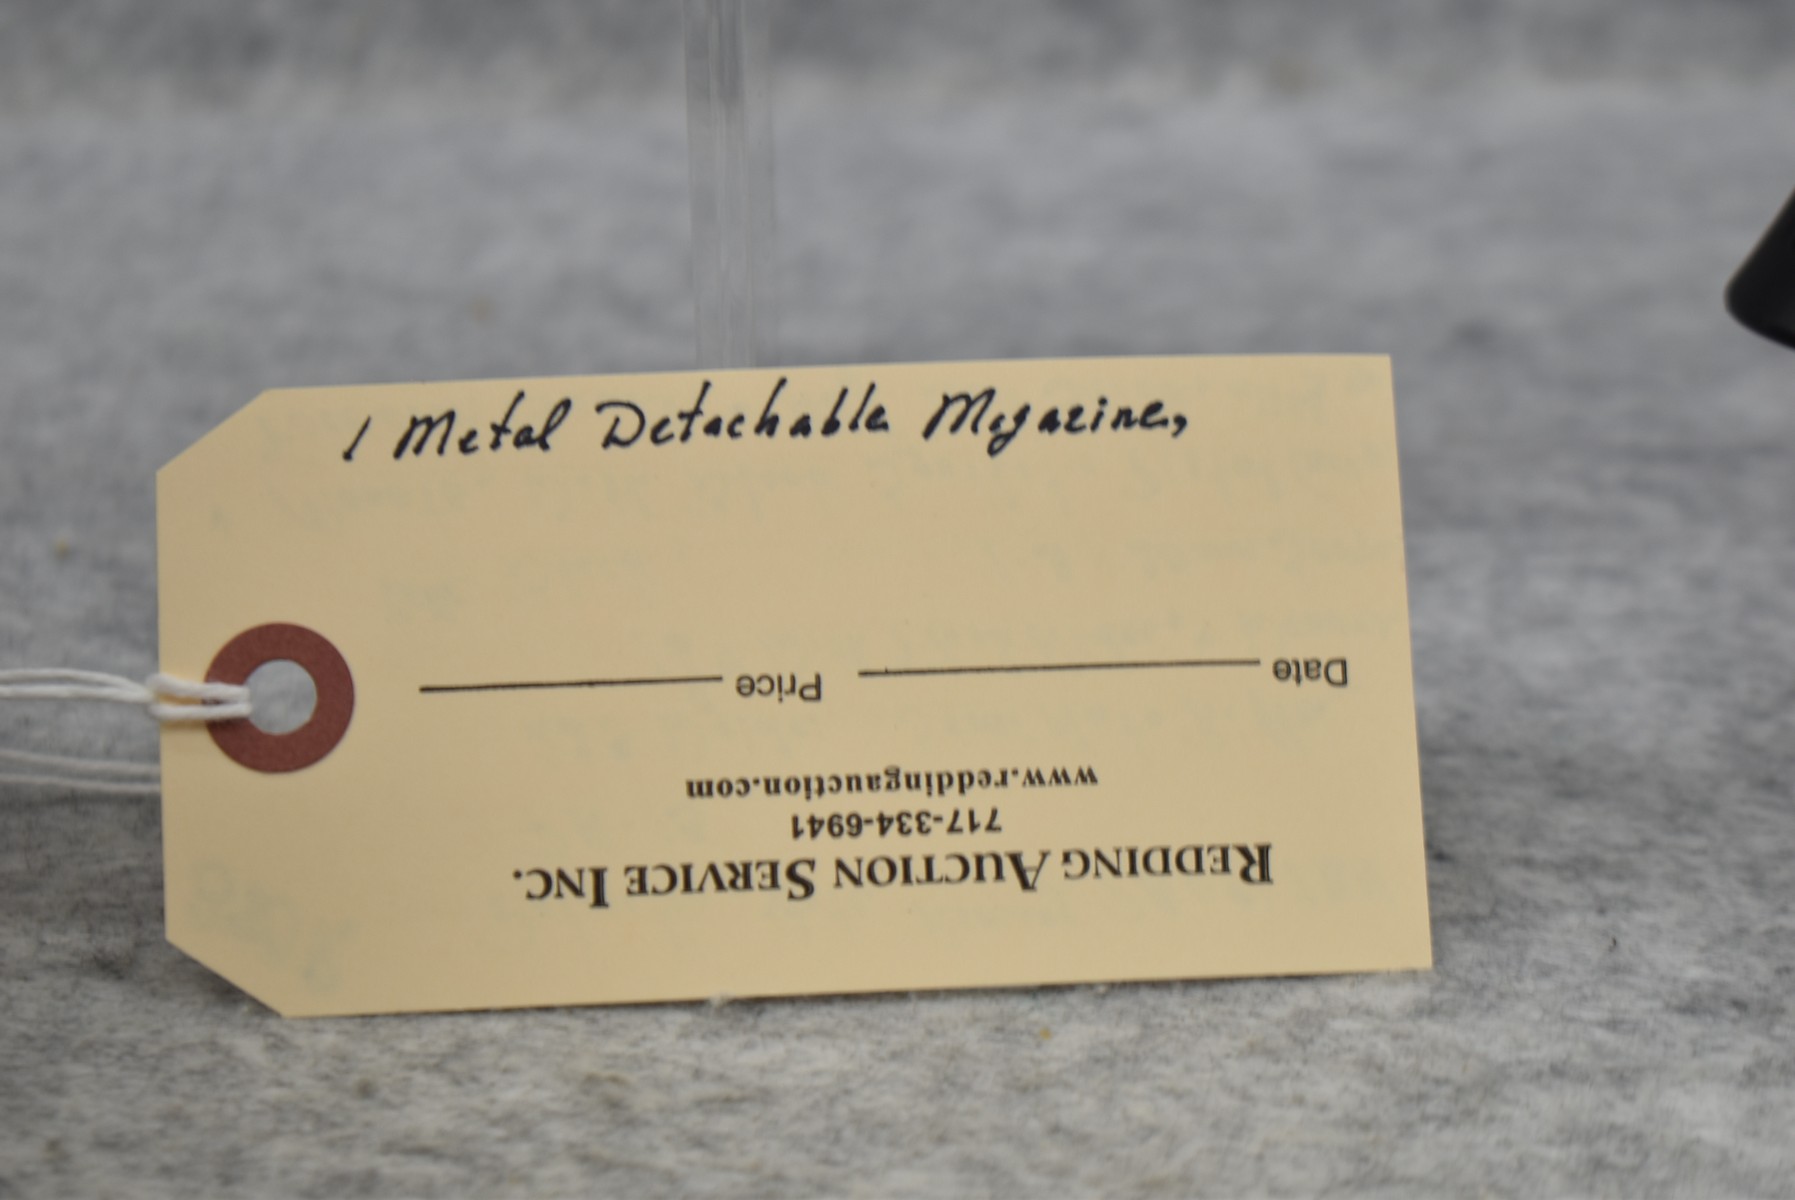 1 Metal Detachable Magazine,
REDDING AUCTION SERVICE INC.
717-334-6941
www.reddingauction.com
Date Price